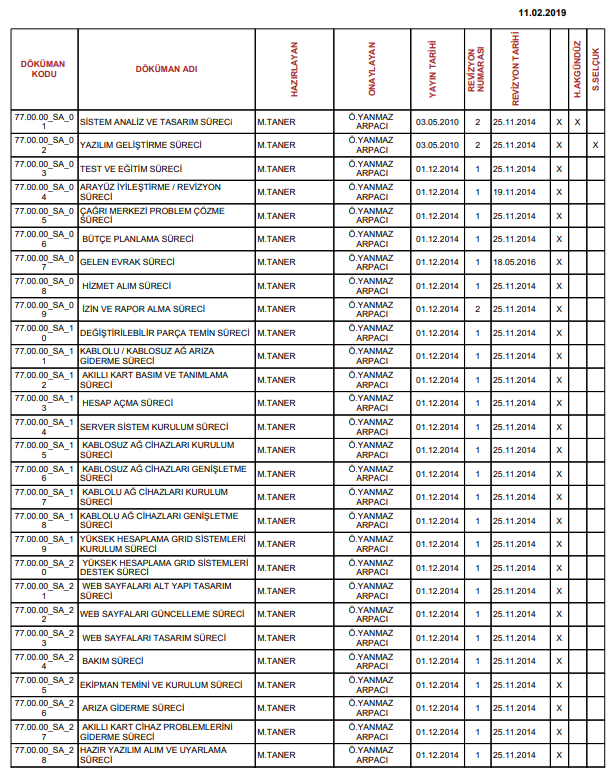 11.02.2019
DÖKÜMAN KODU DÖKÜMAN ADI HAZIRLAYAN ONAYLAYAN YAYIN TARİHİ REVİZYON NUMARASI REVİZYON TARİHİ H.AKGÜNDÜZ S.SELÇUK
77.00.00_SA_01 SİSTEM ANALİZ VE TASARIM SÜRECİ M.TANER Ö.YANMAZ ARPACI 03.05.2010 2 25.11.2014 X X
77.00.00_SA_02 YAZILIM GELİŞTİRME SÜRECİ M.TANER Ö.YANMAZ ARPACI 03.05.2010 2 25.11.2014 X X
77.00.00_SA_03 TEST VE EĞİTİM SÜRECİ M.TANER Ö.YANMAZ ARPACI 01.12.2014 1 25.11.2014 X
77.00.00_SA_04 ARAYÜZ İYİLEŞTİRME / REVİZYON SÜRECİ M.TANER Ö.YANMAZ ARPACI 01.12.2014 1 19.11.2014 X
77.00.00_SA_05 ÇAĞRI MERKEZİ PROBLEM ÇÖZME SÜRECİ M.TANER Ö.YANMAZ ARPACI 01.12.2014 1 25.11.2014 X
77.00.00_SA_06 BÜTÇE PLANLAMA SÜRECİ M.TANER Ö.YANMAZ ARPACI 01.12.2014 1 25.11.2014 X
77.00.00_SA_07 GELEN EVRAK SÜRECİ M.TANER Ö.YANMAZ ARPACI 01.12.2014 1 18.05.2016 X
77.00.00_SA_08 HİZMET ALIM SÜRECİ M.TANER Ö.YANMAZ ARPACI 01.12.2014 1 25.11.2014 X
77.00.00_SA_09 İZİN VE RAPOR ALMA SÜRECİ M.TANER Ö.YANMAZ ARPACI 01.12.2014 2 25.11.2014 X
77.00.00_SA_10 DEĞİŞTİRİLEBİLİR PARÇA TEMİN SÜRECİ M.TANER Ö.YANMAZ ARPACI 01.12.2014 1 25.11.2014 X
77.00.00_SA_11 KABLOLU / KABLOSUZ AĞ ARIZA GİDERME SÜRECİ M.TANER Ö.YANMAZ ARPACI 01.12.2014 1 25.11.2014 X
77.00.00_SA_12 AKILLI KART BASIM VE TANIMLAMA SÜRECİ M.TANER Ö.YANMAZ ARPACI 01.12.2014 1 25.11.2014 X
77.00.00_SA_13 HESAP AÇMA SÜRECİ M.TANER Ö.YANMAZ ARPACI 01.12.2014 1 25.11.2014 X
77.00.00_SA_14 SERVER SİSTEM KURULUM SÜRECİ M.TANER Ö.YANMAZ ARPACI 01.12.2014 1 25.11.2014 X
77.00.00_SA_15 KABLOSUZ AĞ CİHAZLARI KURULUM SÜRECİ M.TANER Ö.YANMAZ ARPACI 01.12.2014 1 25.11.2014 X
77.00.00_SA_16 KABLOSUZ AĞ CİHAZLARI GENİŞLETME SÜRECİ M.TANER Ö.YANMAZ ARPACI 01.12.2014 1 25.11.2014 X
77.00.00_SA_17 KABLOLU AĞ CİHAZLARI KURULUM SÜRECİ M.TANER Ö.YANMAZ ARPACI 01.12.2014 1 25.11.2014 X
77.00.00_SA_18 KABLOLU AĞ CİHAZLARI GENİŞLETME SÜRECİ M.TANER Ö.YANMAZ ARPACI 01.12.2014 1 25.11.2014 X
77.00.00_SA_19 YÜKSEK HESAPLAMA GRID SİSTEMLERİ KURULUM SÜRECİ M.TANER Ö.YANMAZ ARPACI 01.12.2014 1 25.11.2014 X
77.00.00_SA_20 YÜKSEK HESAPLAMA GRID SİSTEMLERİ DESTEK SÜRECİ M.TANER Ö.YANMAZ ARPACI 01.12.2014 1 25.11.2014 X
77.00.00_SA_21 WEB SAYFALARI ALT YAPI TASARIM SÜRECİ M.TANER Ö.YANMAZ ARPACI 01.12.2014 1 25.11.2014 X
77.00.00_SA_22 WEB SAYFALARI GÜNCELLEME SÜRECİ M.TANER Ö.YANMAZ ARPACI 01.12.2014 1 25.11.2014 X
77.00.00_SA_23 WEB SAYFALARI TASARIM SÜRECİ M.TANER Ö.YANMAZ ARPACI 01.12.2014 1 25.11.2014 X
77.00.00_SA_24 BAKIM SÜRECİ M.TANER Ö.YANMAZ ARPACI 01.12.2014 1 25.11.2014 X
77.00.00_SA_25 EKİPMAN TEMİNİ VE KURULUM SÜRECİ M.TANER Ö.YANMAZ ARPACI 01.12.2014 1 25.11.2014 X
77.00.00_SA_26 ARIZA GİDERME SÜRECİ M.TANER Ö.YANMAZ ARPACI 01.12.2014 1 25.11.2014 X
77.00.00_SA_27 AKILLI KART CİHAZ PROBLEMLERİNİ GİDERME SÜRECİ M.TANER Ö.YANMAZ ARPACI 01.12.2014 1 25.11.2014 X
77.00.00_SA_28 HAZIR YAZILIM ALIM VE UYARLAMA SÜRECİ M.TANER Ö.YANMAZ ARPACI 01.12.2014 1 25.11.2014 X